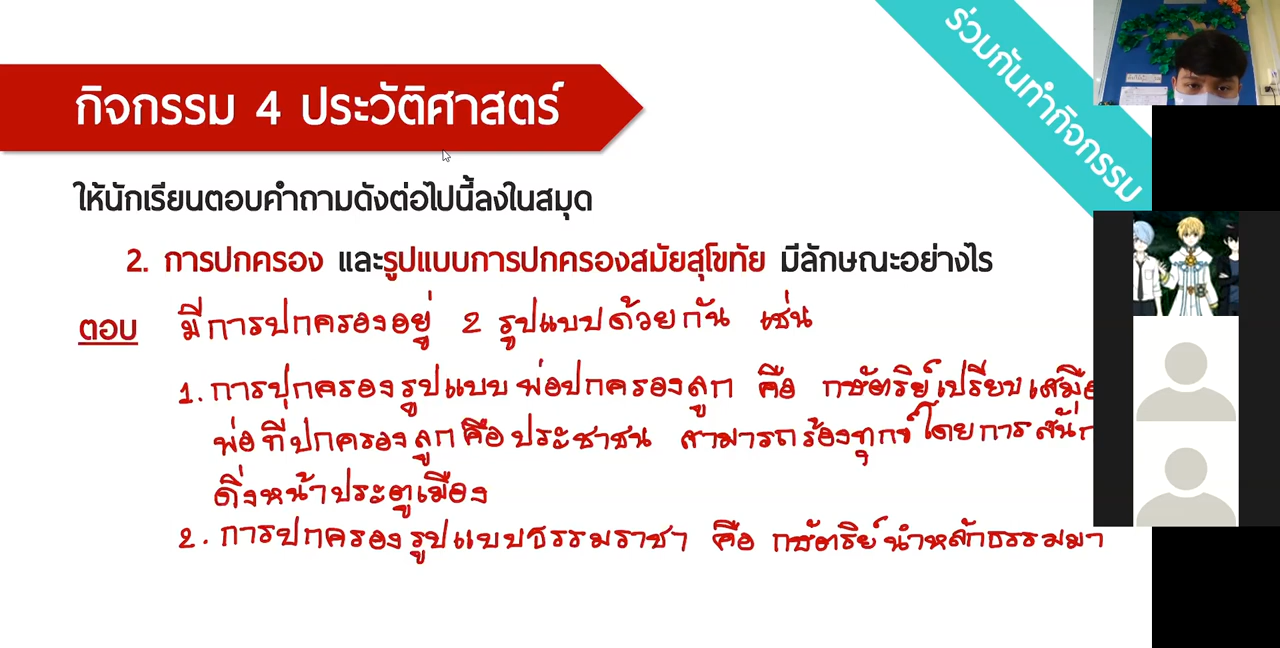 ร่วมกันทำกิจกรรม
กิจกรรม 4 ประวัติศาสตร์
ให้นักเรียนตอบคำถามดังต่อไปนี้ลงในสมุด
2. การปกครอง และรูปแบบการปกครองสมัยสุโขทัย มีลักษณะอย่างไร
ตอบ มีการปกครองอยู่ 2 รูปแบบด้วยกัน เช่น
1. การปกครองรูปแบบพ่อปกครองลูก คือ กษัตริย์เปรียบ
พ่อที่ปกครองลูกคือประชาชน สามารถร้องทุกข์โดยการ
ดิ่งหน้าประตูเมือง
2. การปกครองรูปแบบธรรมราชา คือ กษัตริย์นำหลักธรรมมา